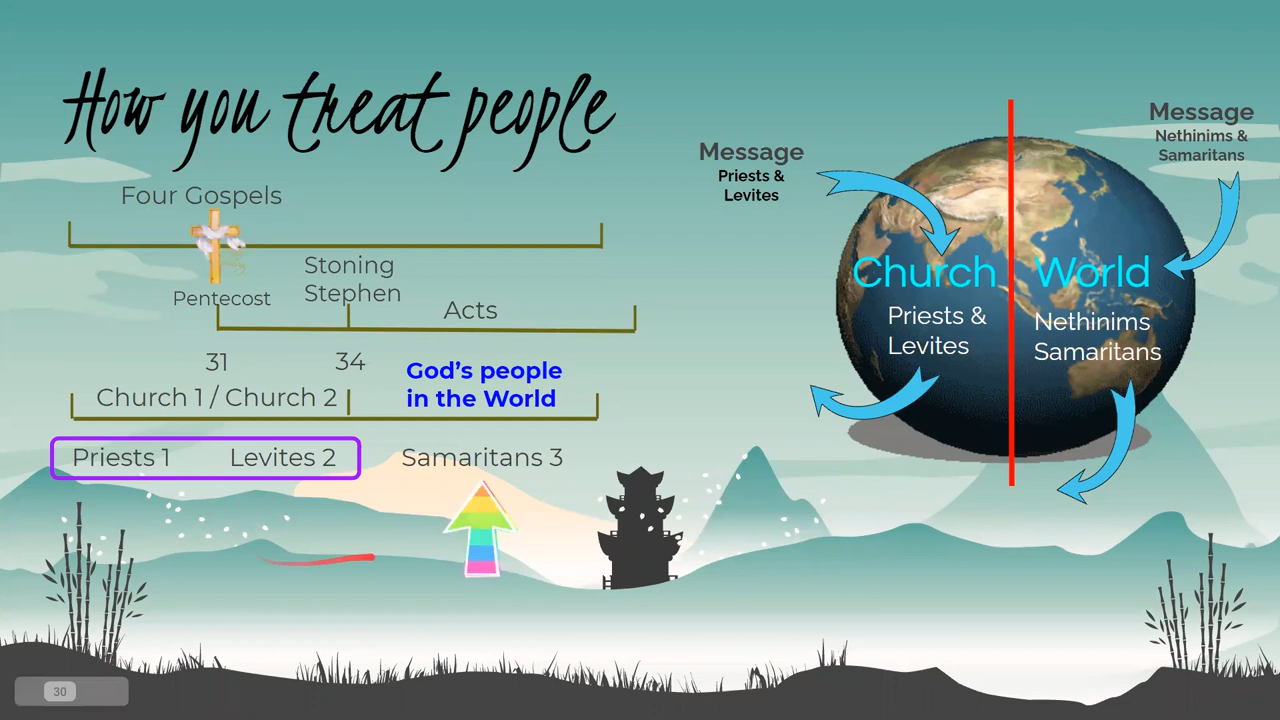 How you treat people
Four Gospels
Stoning
Stephen
Pentecost
Acts
31
34
God's people
in the World
Church 1 / Church 2
Priests 1
Levites 2
Samaritans 3
Message
Priests &
Levites
Message
Nethinims &
Samaritans
Church
World
Priests &
Levites
Nethinims
Samaritans
30